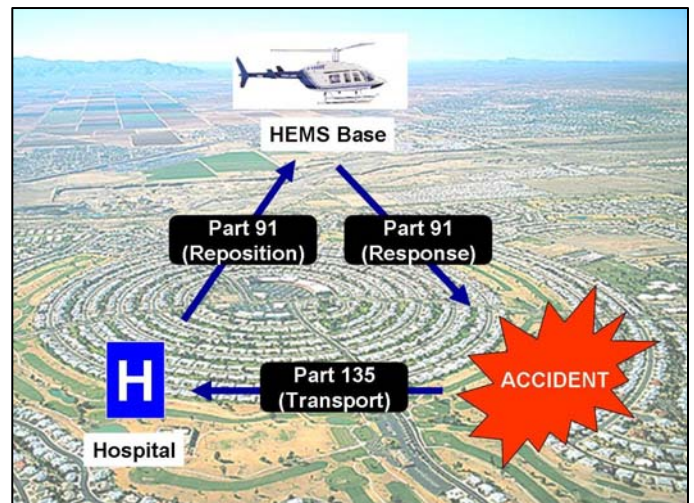 HEMS Base
Part 91
(Reposition)
Part 91
(Response)
H
Part 135
(Transport)
ACCIDENT
Hospital